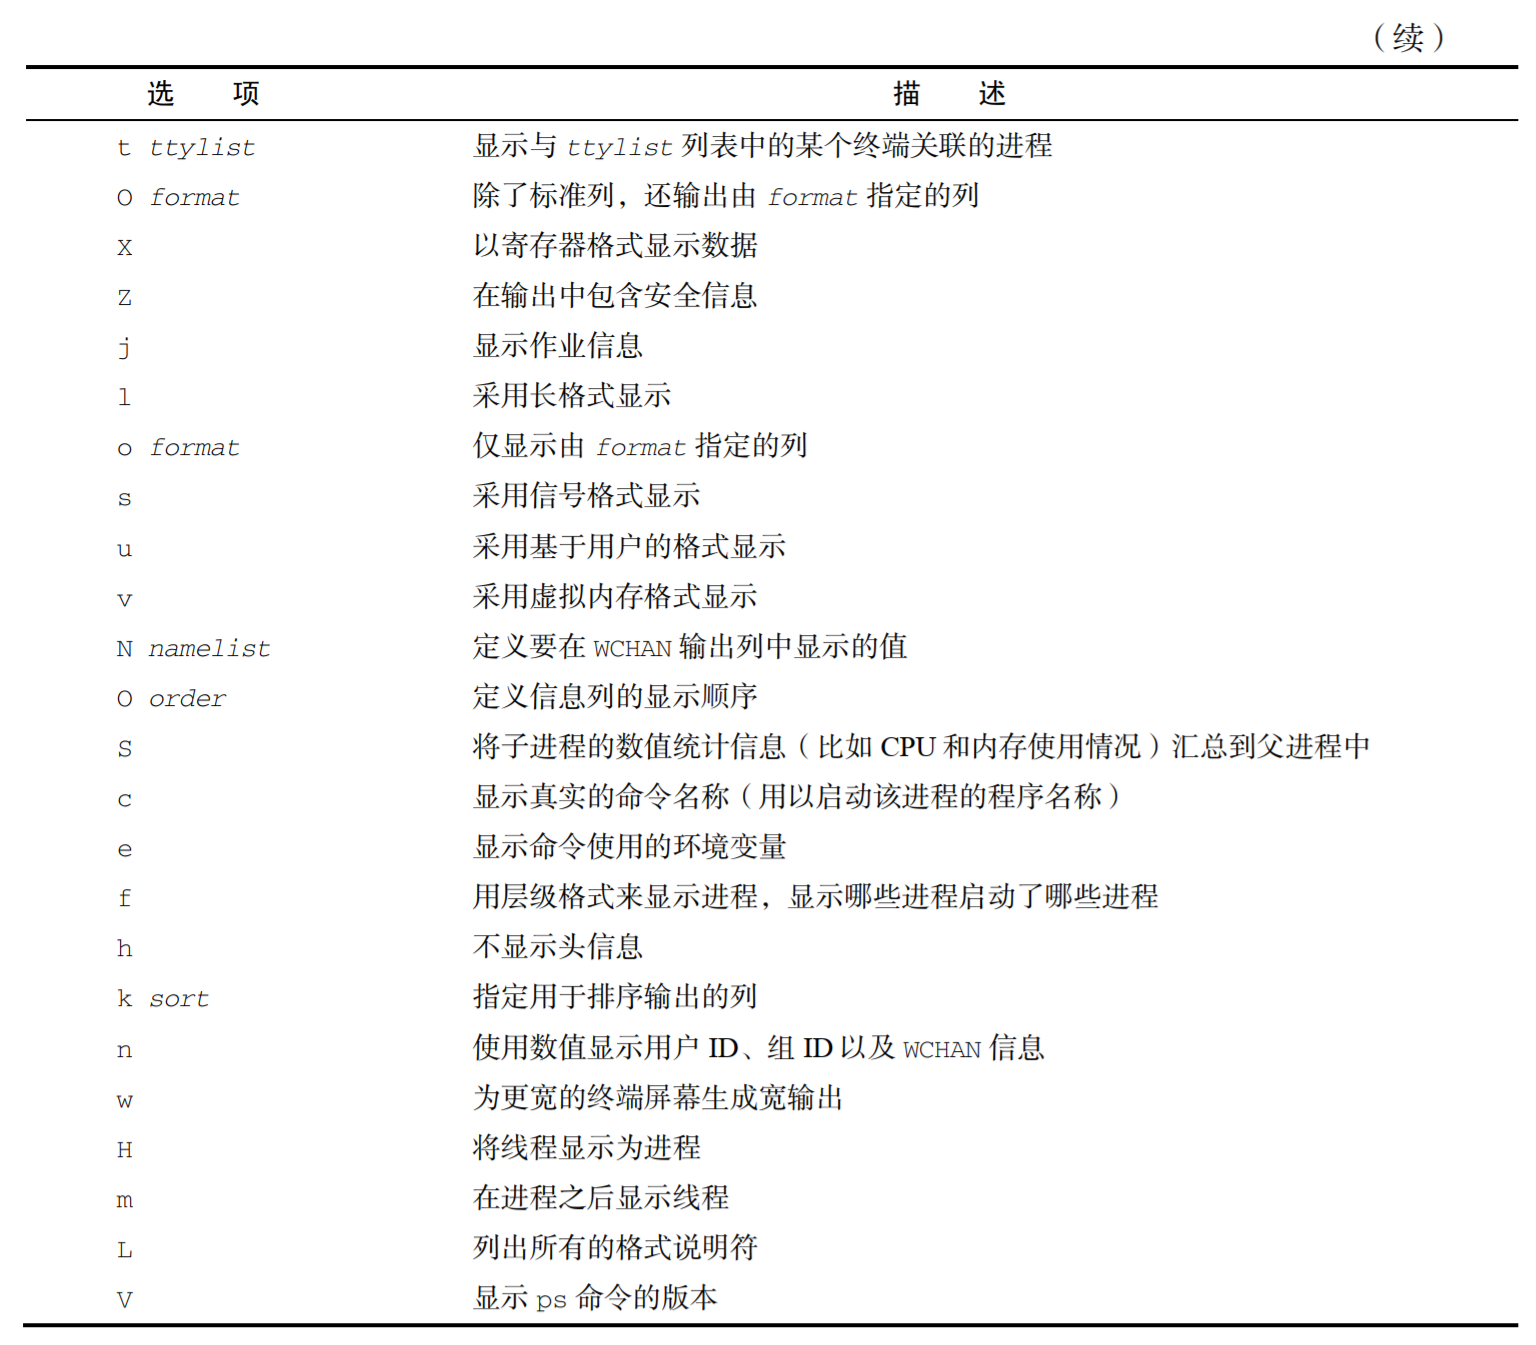 （续）
选 项 描 述
t ttylist 显示与 ttylist 列表中的某个终端关联的进程
O format 除了标准列，还输出由 format 指定的列
X 以寄存器格式显示数据
Z 在输出中包含安全信息
j 显示作业信息
l 采用长格式显示
o format 仅显示由 format 指定的列
s 采用信号格式显示
u 采用基于用户的格式显示
v 采用虚拟内存格式显示
N namelist 定义要在 WCHAN 输出列中显示的值
O order 定义信息列的显示顺序
S 将子进程的数值统计信息（比如 CPU 和内存使用情况）汇总到父进程中
c 显示真实的命令名称（用以启动该进程的程序名称）
e 显示命令使用的环境变量
f 用层级格式来显示进程，显示哪些进程启动了哪些进程
h 不显示头信息
k sort 指定用于排序输出的列
n 使用数值显示用户 ID、组 ID 以及 WCHAN 信息
w 为更宽的终端屏幕生成宽输出
H 将线程显示为进程
m 在进程之后显示线程
L 列出所有的格式说明符
V 显示 ps 命令的版本